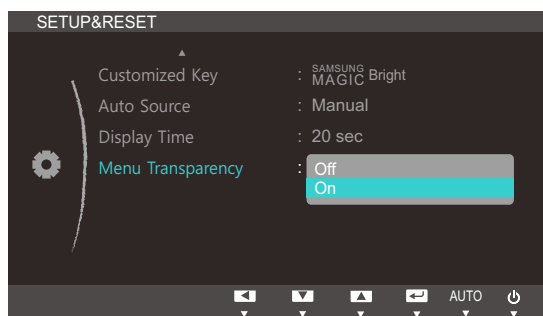 SETUP&RESET
Customized Key : SAMSUNG MAGIC Bright
Auto Source : Manual
Display Time : 20 sec
Menu Transparency : Off
On
AUTO